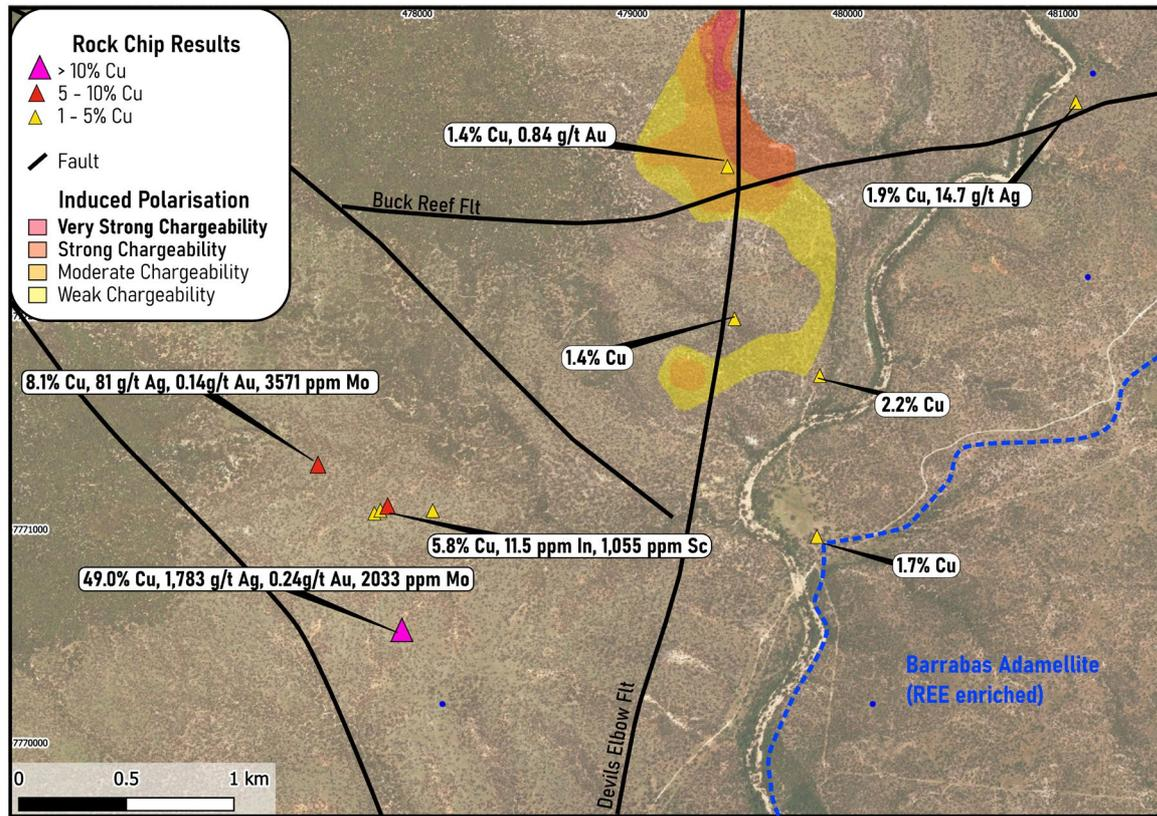 478000
479000
480000
481000
Rock Chip Results
> 10% Cu
5 - 10% Cu
1 - 5% Cu
Fault
Induced Polarisation
Very Strong Chargeability
Strong Chargeability
Moderate Chargeability
Weak Chargeability
1.4% Cu, 0.84 g/t Au
1.9% Cu, 14.7 g/t Ag
Buck Reef Flt
1.4% Cu
8.1% Cu, 81 g/t Ag, 0.14g/t Au, 3571 ppm Mo
2.2% Cu
7771000
5.8% Cu, 11.5 ppm In, 1,055 ppm Sc
1.7% Cu
49.0% Cu, 1,783 g/t Ag, 0.24g/t Au, 2033 ppm Mo
Barrabas Adamellite
(REE enriched)
Devils Elbow Flt
7770000
0 0.5 1 km